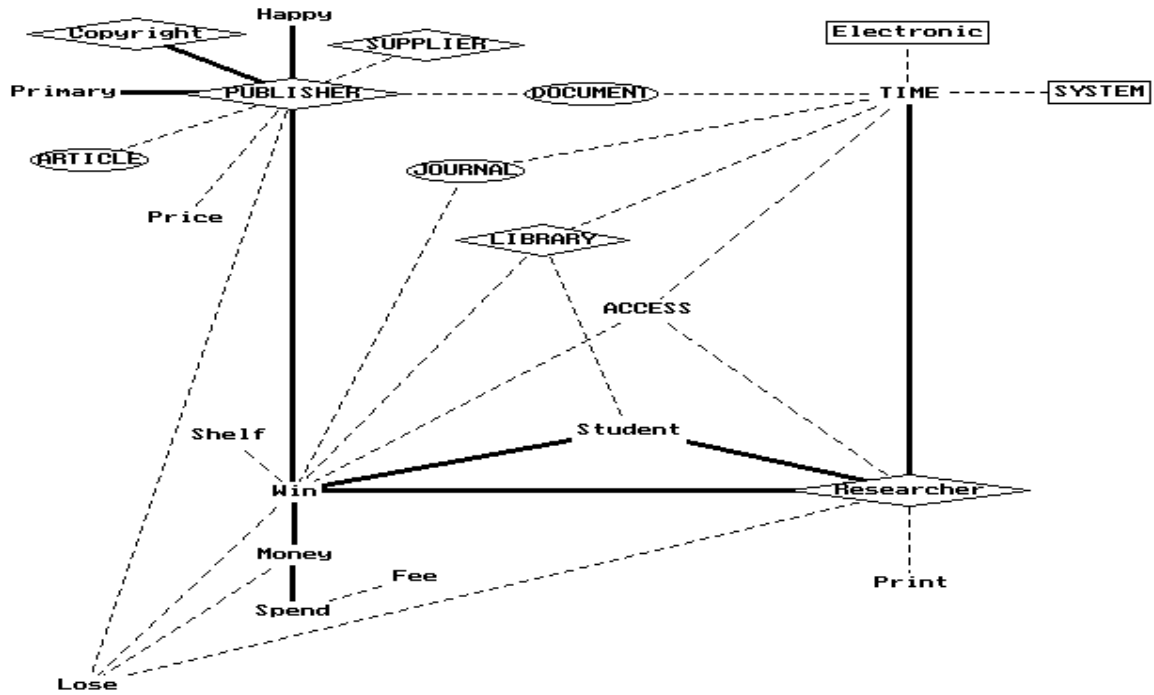 Happy
Copyright
SUPPLIER
Electronic
Primary
PUBLISHER
DOCUMENT
TIME
SYSTEM
ARTICLE
JOURNAL
Price
LIBRARY
ACCESS
Shelf
Student
Win
Researcher
Money
Fee
Print
Spend
Lose